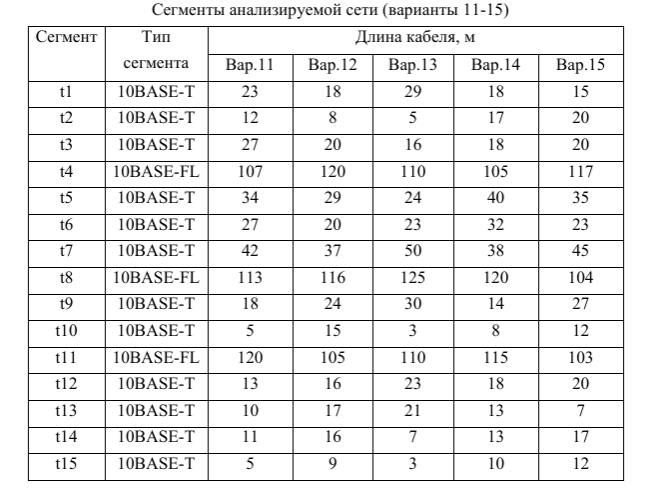 Сегменты анализируемой сети (варианты 11-15)
Сегмент Тип сегмента Длина кабеля, м
Вар.11 Вар.12 Вар.13 Вар.14 Вар.15
t1 10BASE-T 23 18 29 18 15
t2 10BASE-T 12 8 5 17 20
t3 10BASE-T 27 20 16 18 20
t4 10BASE-FL 107 120 110 105 117
t5 10BASE-T 34 29 24 40 35
t6 10BASE-T 27 20 23 32 23
t7 10BASE-T 42 37 50 38 45
t8 10BASE-FL 113 116 125 120 104
t9 10BASE-T 18 24 30 14 27
t10 10BASE-T 5 15 3 8 12
t11 10BASE-FL 120 105 110 115 103
t12 10BASE-T 13 16 23 18 20
t13 10BASE-T 10 17 21 13 7
t14 10BASE-T 11 16 7 13 17
t15 10BASE-T 5 9 3 10 12